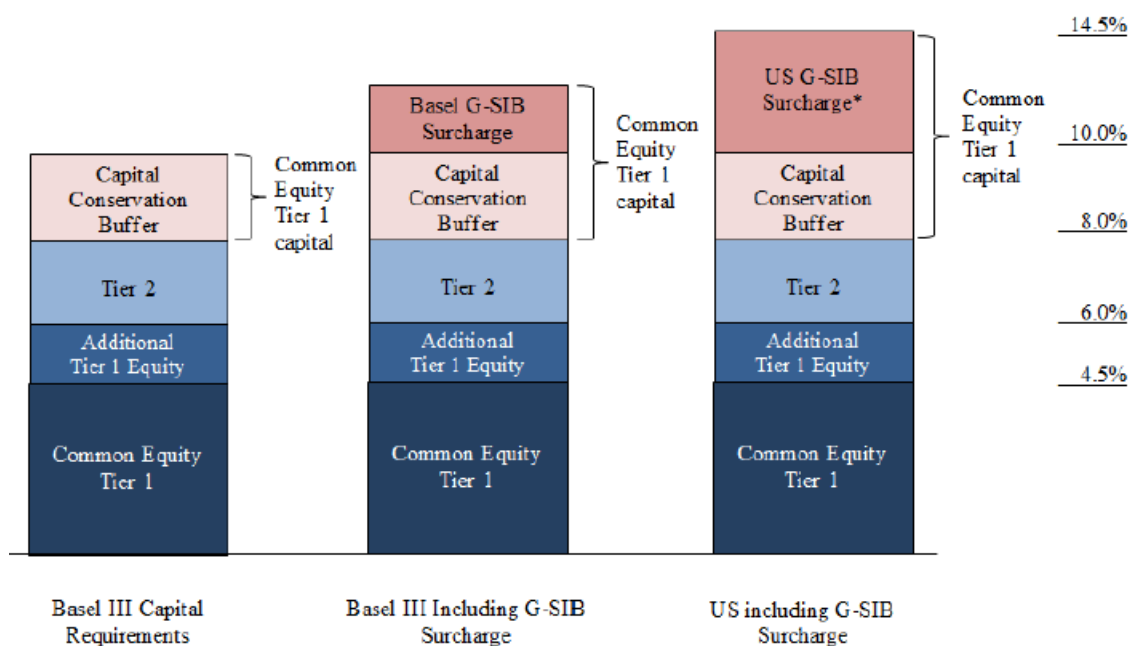 14.5%
US G-SIB
Surcharge*
Common
Equity
Tier 1
capital
Basel G-SIB
Surcharge
Common
Equity
Tier 1
capital
10.0%
Capital
Conservation
Buffer
Common
Equity
Tier 1
capital
Capital
Conservation
Buffer
Capital
Conservation
Buffer
8.0%
Tier 2
Tier 2
Tier 2
6.0%
Additional
Tier 1 Equity
Additional
Tier 1 Equity
Additional
Tier 1 Equity
4.5%
Common Equity
Tier 1
Common Equity
Tier 1
Common Equity
Tier 1
Basel III Capital
Requirements
Basel III Including G-SIB
Surcharge
US including G-SIB
Surcharge